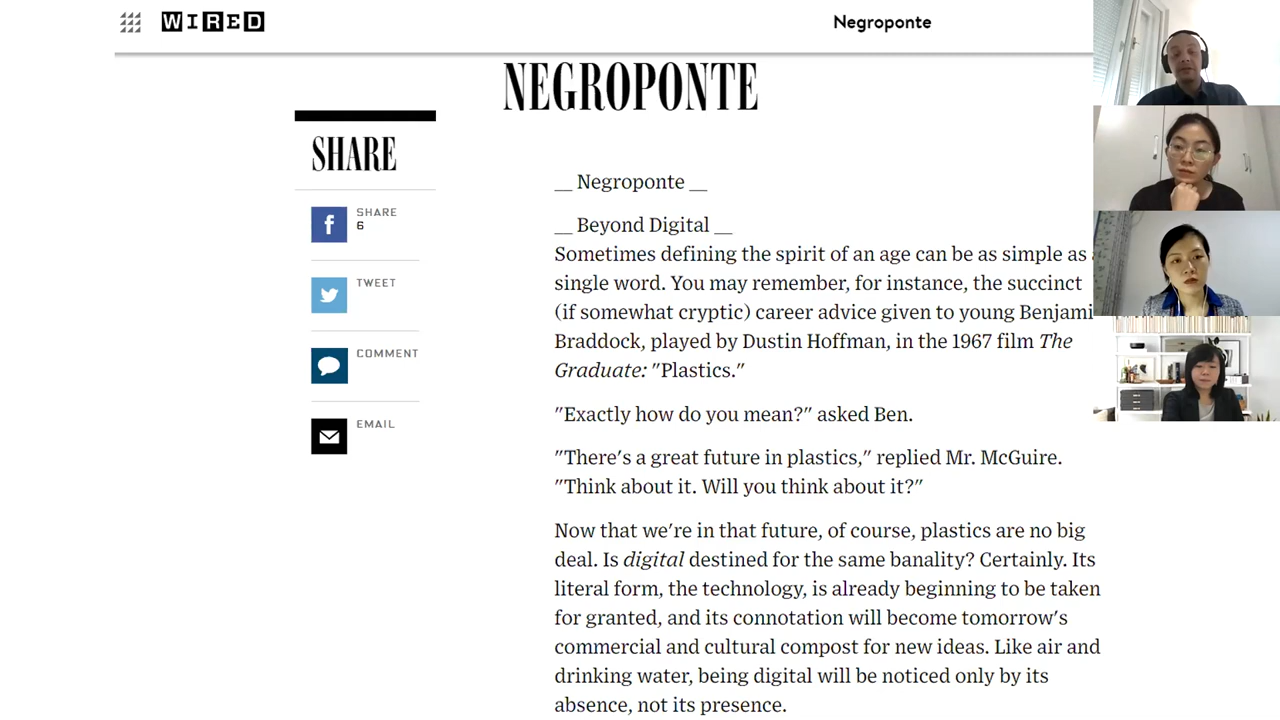 WIRED
Negroponte
NEGROPONTE
SHARE
SHARE
6
TWEET
COMMENT
EMAIL
__ Negroponte __
__ Beyond Digital __
Sometimes defining the spirit of an age can be as simple as
single word. You may remember, for instance, the succinct
(if somewhat cryptic) career advice given to young Benjami
Braddock, played by Dustin Hoffman, in the 1967 film The
Graduate: "Plastics."
"Exactly how do you mean?" asked Ben.
"There's a great future in plastics," replied Mr. McGuire.
"Think about it. Will you think about it?"
Now that we're in that future, of course, plastics are no big
deal. Is digital destined for the same banality? Certainly. Its
literal form, the technology, is already beginning to be taken
for granted, and its connotation will become tomorrow's
commercial and cultural compost for new ideas. Like air and
drinking water, being digital will be noticed only by its
absence, not its presence.